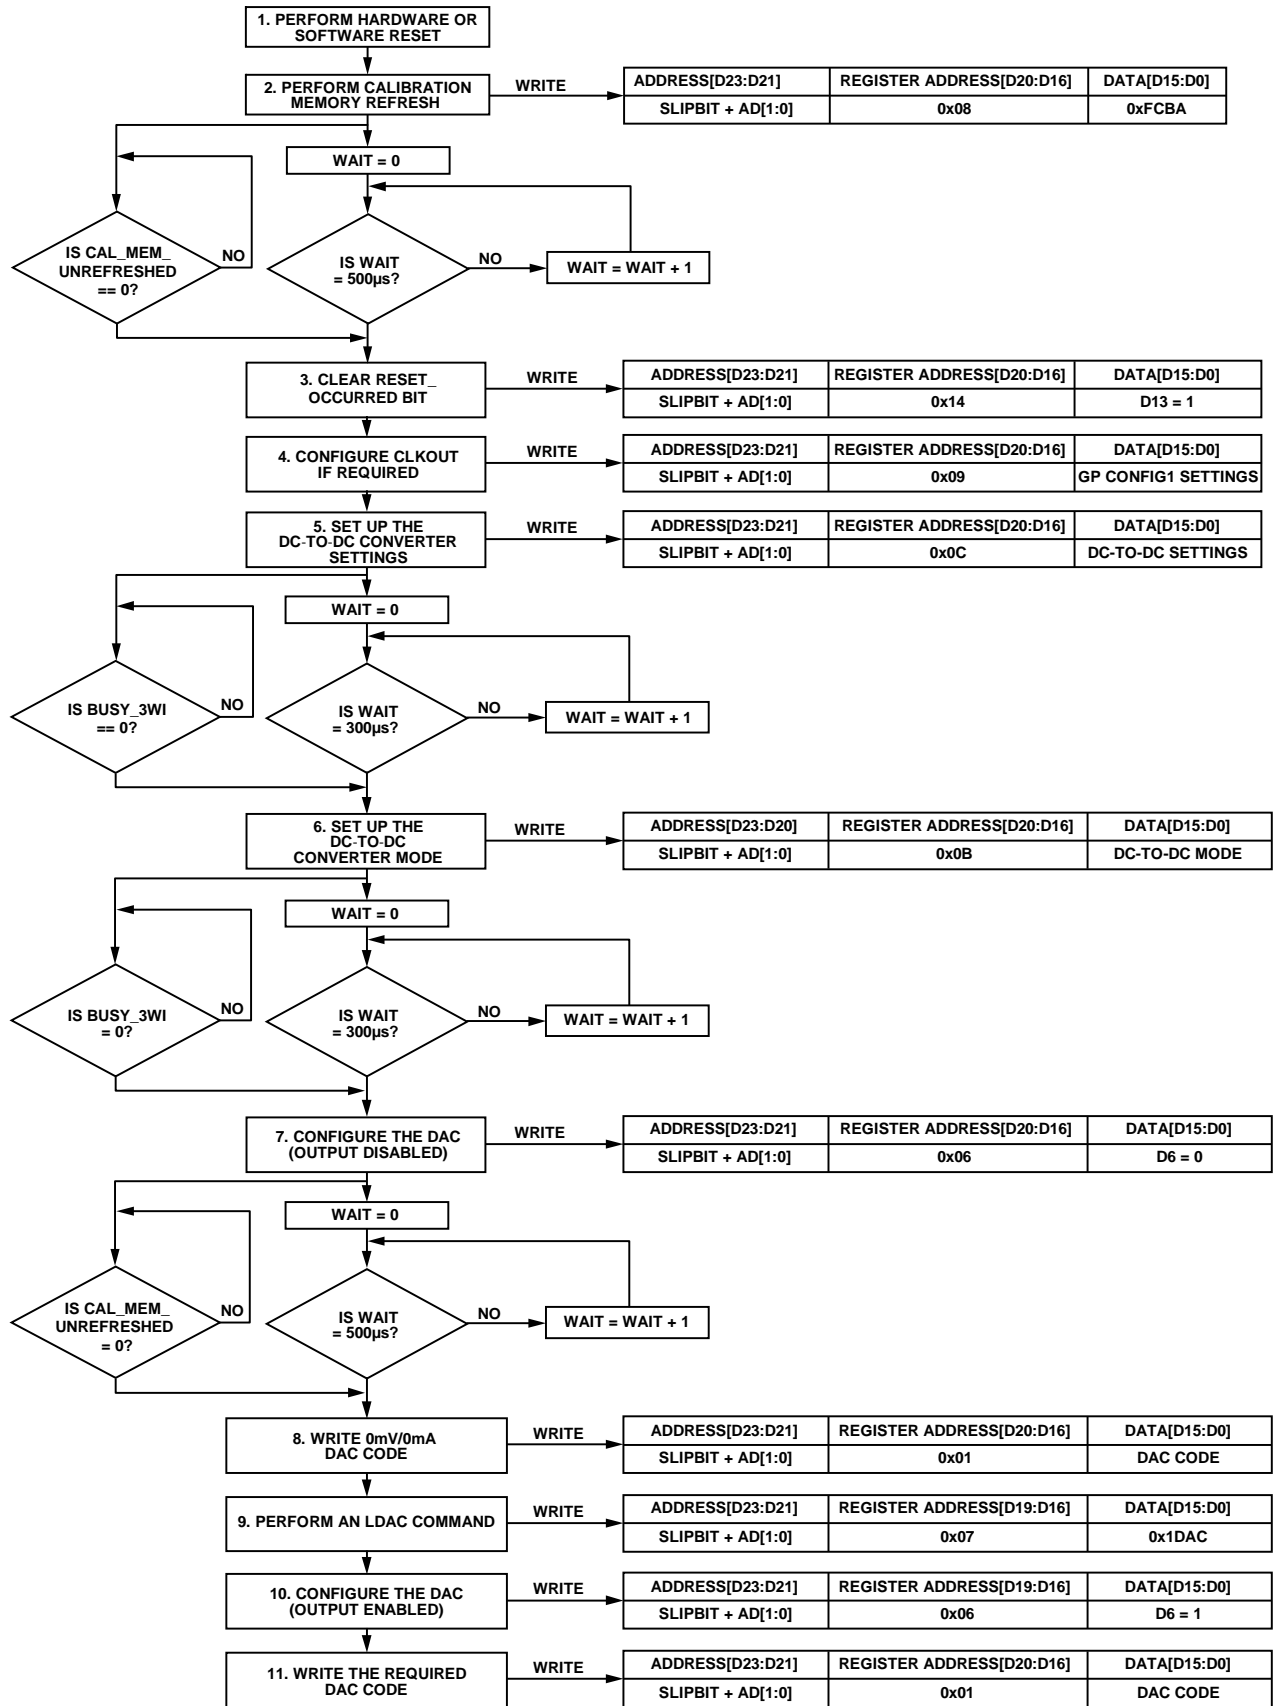 1. PERFORM HARDWARE OR
SOFTWARE RESET
2. PERFORM CALIBRATION
MEMORY REFRESH
WRITE
ADDRESS[D23:D21] REGISTER ADDRESS[D20:D16] DATA[D15:D0]
SLIPBIT + AD[1:0] 0x08 0xFCBA
WAIT = 0
IS CAL_MEM_
UNREFRESHED
== 0?
NO
IS WAIT
= 500µs?
NO
WAIT = WAIT + 1
3. CLEAR RESET_
OCCURRED BIT
WRITE
ADDRESS[D23:D21] REGISTER ADDRESS[D20:D16] DATA[D15:D0]
SLIPBIT + AD[1:0] 0x14 D13 = 1
4. CONFIGURE CLKOUT
IF REQUIRED
WRITE
ADDRESS[D23:D21] REGISTER ADDRESS[D20:D16] DATA[D15:D0]
SLIPBIT + AD[1:0] 0x09 GP CONFIG1 SETTINGS
5. SET UP THE
DC-TO-DC CONVERTER
SETTINGS
WRITE
ADDRESS[D23:D21] REGISTER ADDRESS[D20:D16] DATA[D15:D0]
SLIPBIT + AD[1:0] 0x0C DC-TO-DC SETTINGS
WAIT = 0
IS BUSY_3WI
== 0?
NO
IS WAIT
= 300µs?
NO
WAIT = WAIT + 1
6. SET UP THE
DC-TO-DC
CONVERTER MODE
WRITE
ADDRESS[D23:D20] REGISTER ADDRESS[D20:D16] DATA[D15:D0]
SLIPBIT + AD[1:0] 0x0B DC-TO-DC MODE
WAIT = 0
IS BUSY_3WI
= 0?
NO
IS WAIT
= 300µs?
NO
WAIT = WAIT + 1
7. CONFIGURE THE DAC
(OUTPUT DISABLED)
WRITE
ADDRESS[D23:D21] REGISTER ADDRESS[D20:D16] DATA[D15:D0]
SLIPBIT + AD[1:0] 0x06 D6 = 0
WAIT = 0
IS CAL_MEM_
UNREFRESHED
= 0?
NO
IS WAIT
= 500µs?
NO
WAIT = WAIT + 1
8. WRITE 0mV/0mA
DAC CODE
WRITE
ADDRESS[D23:D21] REGISTER ADDRESS[D20:D16] DATA[D15:D0]
SLIPBIT + AD[1:0] 0x01 DAC CODE
9. PERFORM AN LDAC COMMAND
WRITE
ADDRESS[D23:D21] REGISTER ADDRESS[D19:D16] DATA[D15:D0]
SLIPBIT + AD[1:0] 0x07 0x1DAC
10. CONFIGURE THE DAC
(OUTPUT ENABLED)
WRITE
ADDRESS[D23:D21] REGISTER ADDRESS[D19:D16] DATA[D15:D0]
SLIPBIT + AD[1:0] 0x06 D6 = 1
11. WRITE THE REQUIRED
DAC CODE
WRITE
ADDRESS[D23:D21] REGISTER ADDRESS[D20:D16] DATA[D15:D0]
SLIPBIT + AD[1:0] 0x01 DAC CODE